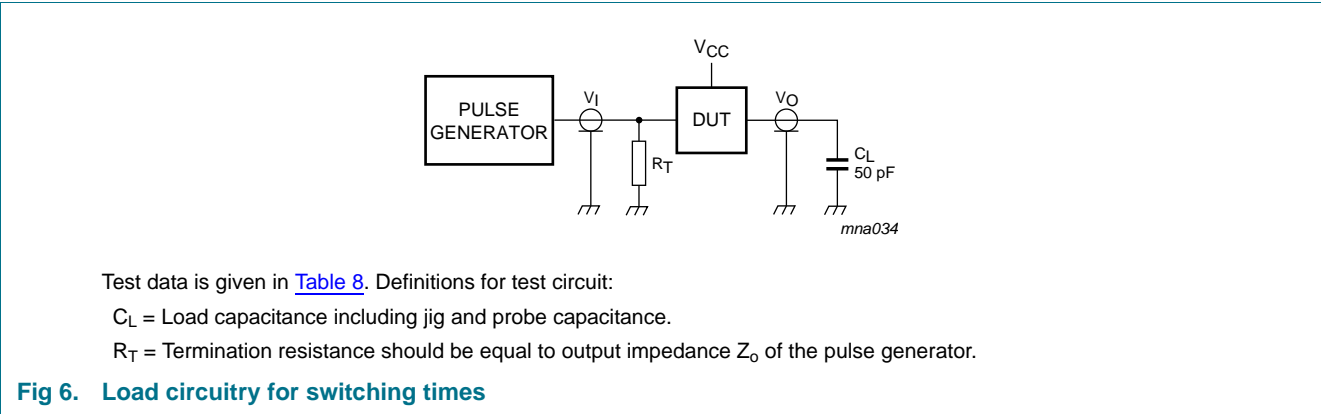 VCC
PULSE
GENERATOR
VI
DUT
VO
RT
CL
50 pF
mna034
Test data is given in Table 8. Definitions for test circuit:
CL = Load capacitance including jig and probe capacitance.
RT = Termination resistance should be equal to output impedance Zo of the pulse generator.
Fig 6. Load circuitry for switching times